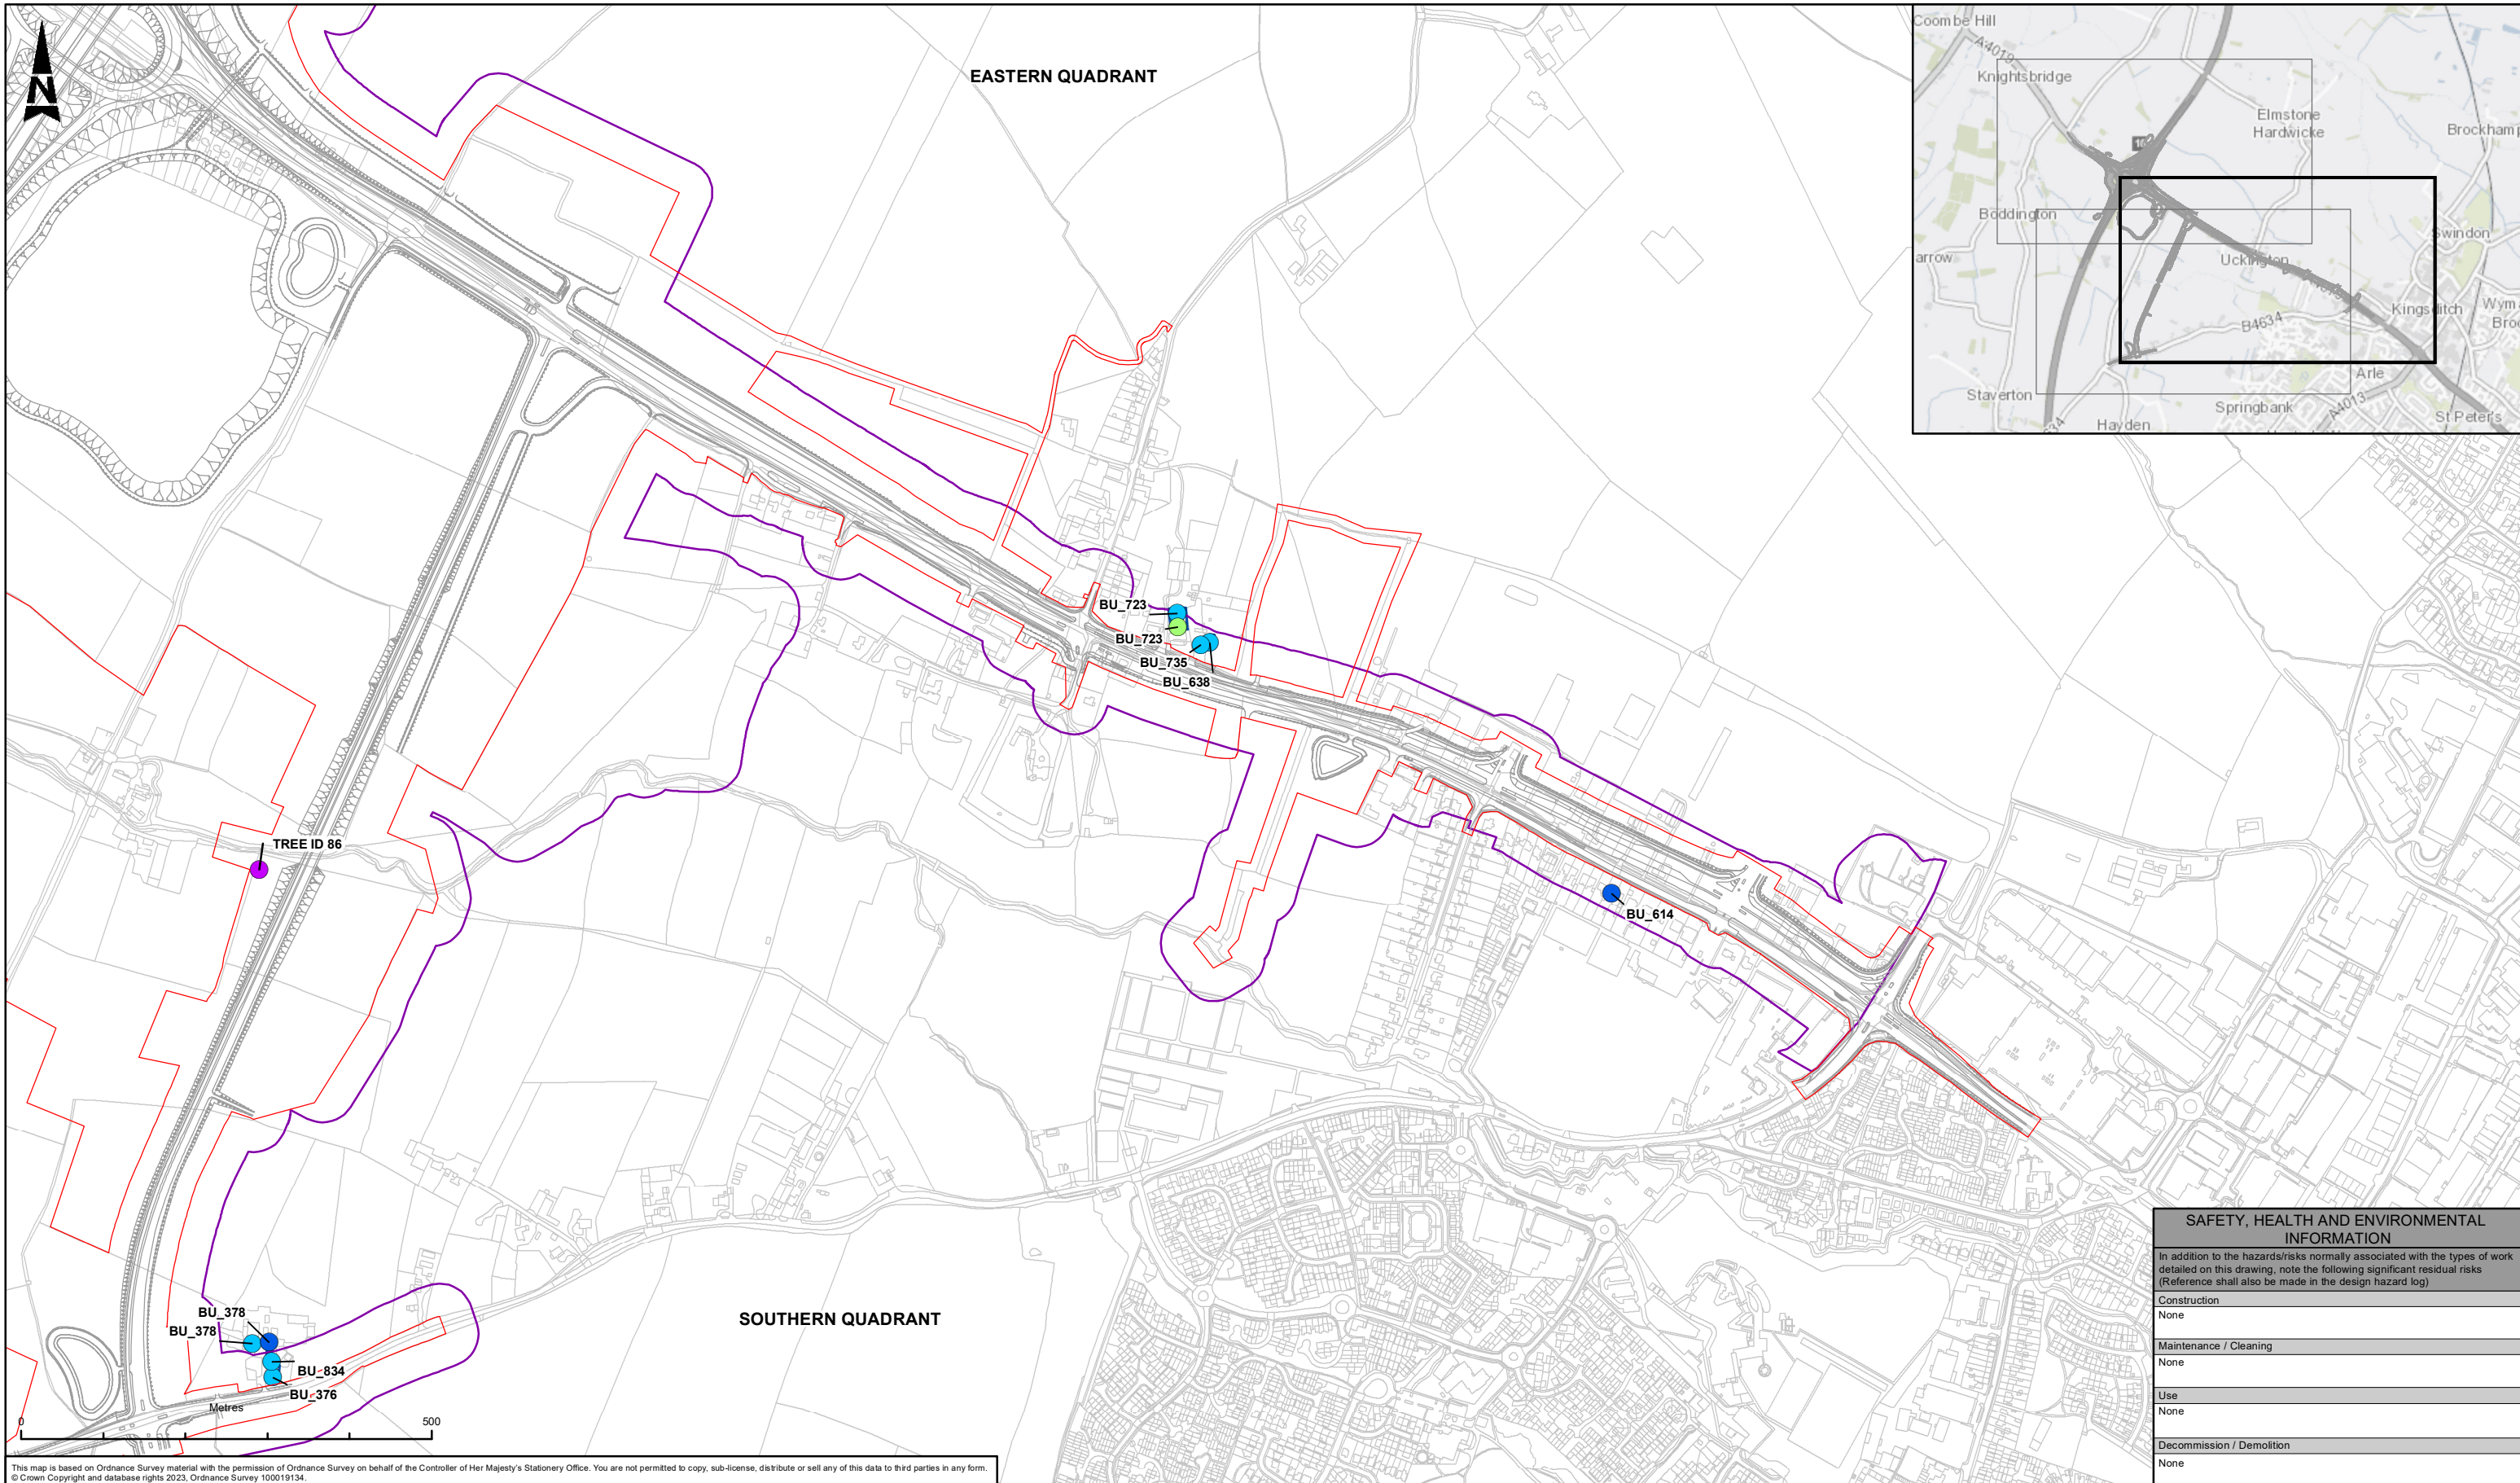 N
EASTERN QUADRANT
Coombe Hill
A4019
Knightsbridge
Elmstone
Hardwicke
Boddington
Swindon
arrow
Uckington
Kingsditch
B4634
Arle
Staverton
Springbank
A4013
St Peter's
Hayden
BU_723
BU_723
BU_735
BU_638
TREE ID 86
BU_614
SOUTHERN QUADRANT
BU_378
BU_378
BU_834
BU_376
Metres
0
500
SAFETY, HEALTH AND ENVIRONMENTAL
INFORMATION
In addition to the hazards/risks normally associated with the types of work
detailed on this drawing, note the following significant residual risks
(Reference shall also be made in the design hazard log)
Construction
None
Maintenance / Cleaning
None
Use
None
Decommission / Demolition
None
This map is based on Ordnance Survey material with the permission of Ordnance Survey on behalf of the Controller of Her Majesty's Stationery Office. You are not permitted to copy, sub-license, distribute or sell any of this data to third parties in any form.
© Crown Copyright and database rights 2023, Ordnance Survey 100019134.